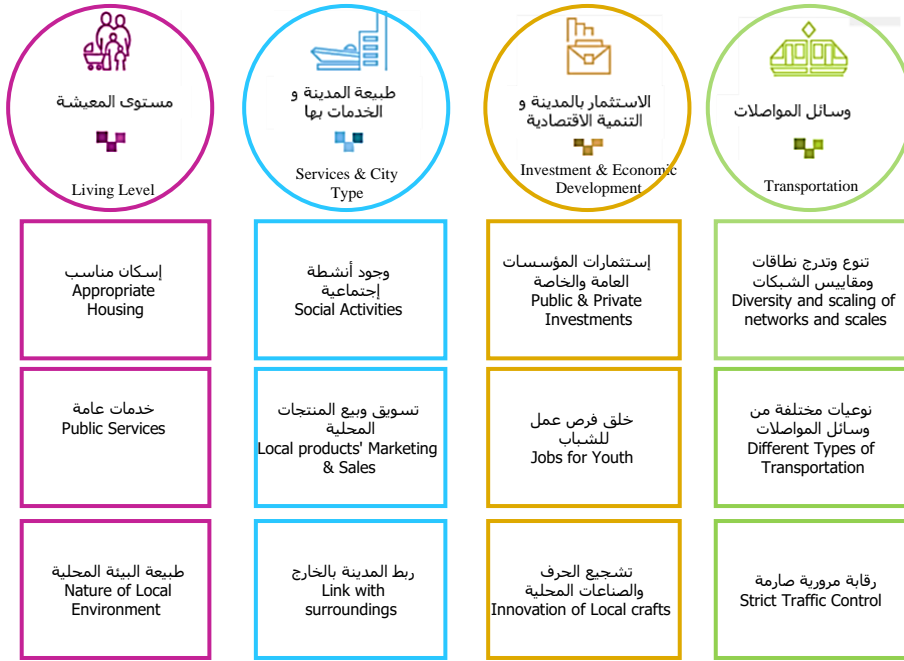 مستوى المعيشة
Living Level
طبيعة المدينة و
الخدمات بها
Services & City
Type
الاستثمار بالمدينة و
التنمية الاقتصادية
Investment & Economic
Development
وسائل المواصلات
Transportation
إسكان مناسب
Appropriate
Housing
وجود أنشطة
إجتماعية
Social Activities
إستثمارات المؤسسات
العامة والخاصة
Public & Private
Investments
تنوع وتدرج نطاقات
ومقاييس الشبكات
Diversity and scaling of
networks and scales
خدمات عامة
Public Services
تسويق وبيع المنتجات
المحلية
Local products' Marketing
& Sales
خلق فرص عمل
للشباب
Jobs for Youth
نوعيات مختلفة من
وسائل المواصلات
Different Types of
Transportation
طبيعة البيئة المحلية
Nature of Local
Environment
ربط المدينة بالخارج
Link with
surroundings
تشجيع الحرف
والصناعات المحلية
Innovation of Local crafts
رقابة مرورية صارمة
Strict Traffic Control